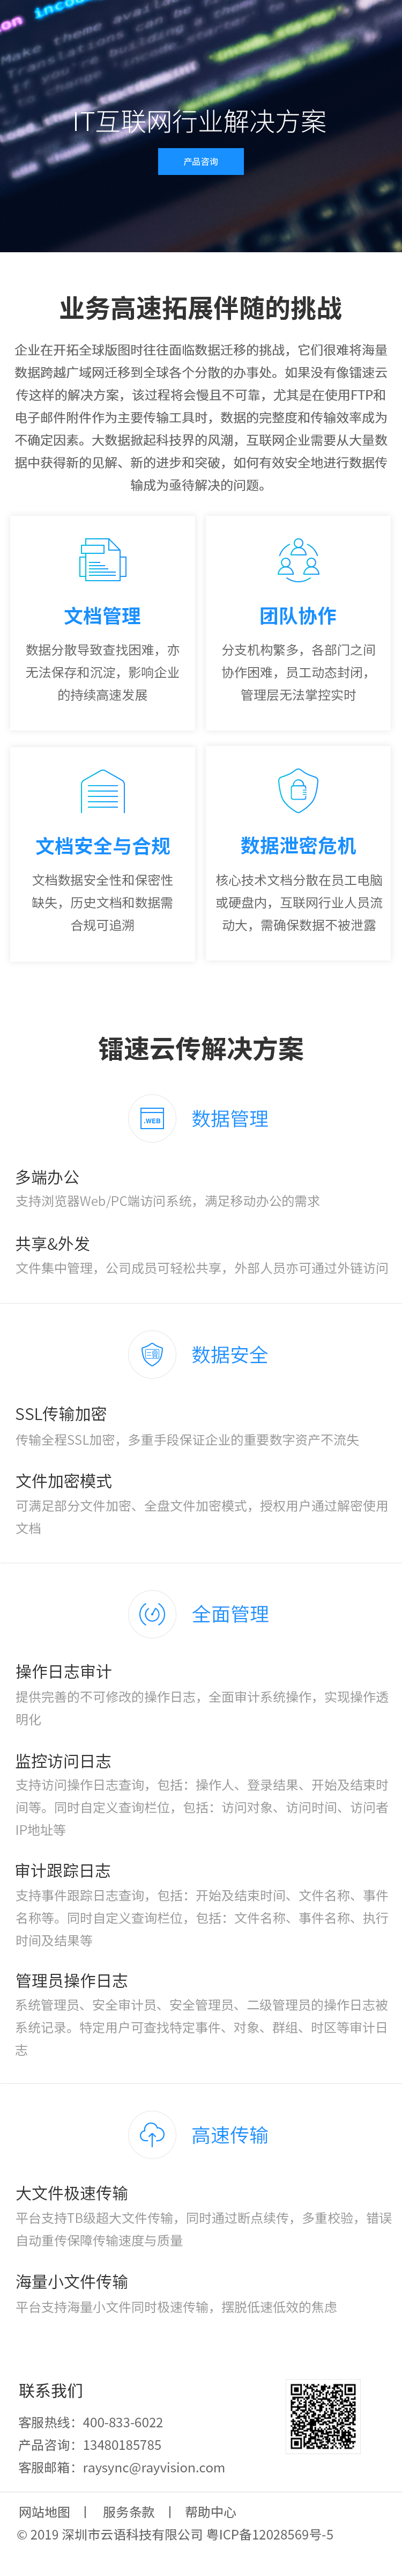 IT互联网行业解决方案
产品咨询
业务高速拓展伴随的挑战
企业在开拓全球版图时往往面临数据迁移的挑战，它们很难将海量
数据跨越广域网迁移到全球各个分散的办事处。如果没有像镭速云
传这样的解决方案，该过程将会慢且不可靠，尤其是在使用FTP和
电子邮件附件作为主要传输工具时，数据的完整度和传输效率成为
不确定因素。大数据掀起科技界的风潮，互联网企业需要从大量数
据中获得新的见解、新的进步和突破，如何有效安全地进行数据传
输成为亟待解决的问题。
文档管理
数据分散导致查找困难，亦
无法保存和沉淀，影响企业
的持续高速发展
团队协作
分支机构繁多，各部门之间
协作困难，员工动态封闭，
管理层无法掌控实时
文档安全与合规
文档数据安全性和保密性
缺失，历史文档和数据需
合规可追溯
数据泄密危机
核心技术文档分散在员工电脑
或硬盘内，互联网行业人员流
动大，需确保数据不被泄露
镭速云传解决方案
.WEB
数据管理
多端办公
支持浏览器Web/PC端访问系统，满足移动办公的需求
共享&外发
文件集中管理，公司成员可轻松共享，外部人员亦可通过外链访问
数据安全
SSL传输加密
传输全程SSL加密，多重手段保证企业的重要数字资产不流失
文件加密模式
可满足部分文件加密、全盘文件加密模式，授权用户通过解密使用
文档
全面管理
操作日志审计
提供完善的不可修改的操作日志，全面审计系统操作，实现操作透
明化
监控访问日志
支持访问操作日志查询，包括：操作人、登录结果、开始及结束时
间等。同时自定义查询栏位，包括：访问对象、访问时间、访问者
IP地址等
审计跟踪日志
支持事件跟踪日志查询，包括：开始及结束时间、文件名称、事件
名称等。同时自定义查询栏位，包括：文件名称、事件名称、执行
时间及结果等
管理员操作日志
系统管理员、安全审计员、安全管理员、二级管理员的操作日志被
系统记录。特定用户可查找特定事件、对象、群组、时区等审计日
志
高速传输
大文件极速传输
平台支持TB级超大文件传输，同时通过断点续传，多重校验，错误
自动重传保障传输速度与质量
海量小文件传输
平台支持海量小文件同时极速传输，摆脱低速低效的焦虑
联系我们
客服热线：400-833-6022
产品咨询：13480185785
客服邮箱：raysync@rayvision.com
网站地图 | 服务条款 | 帮助中心
© 2019 深圳市云语科技有限公司 粤ICP备12028569号-5